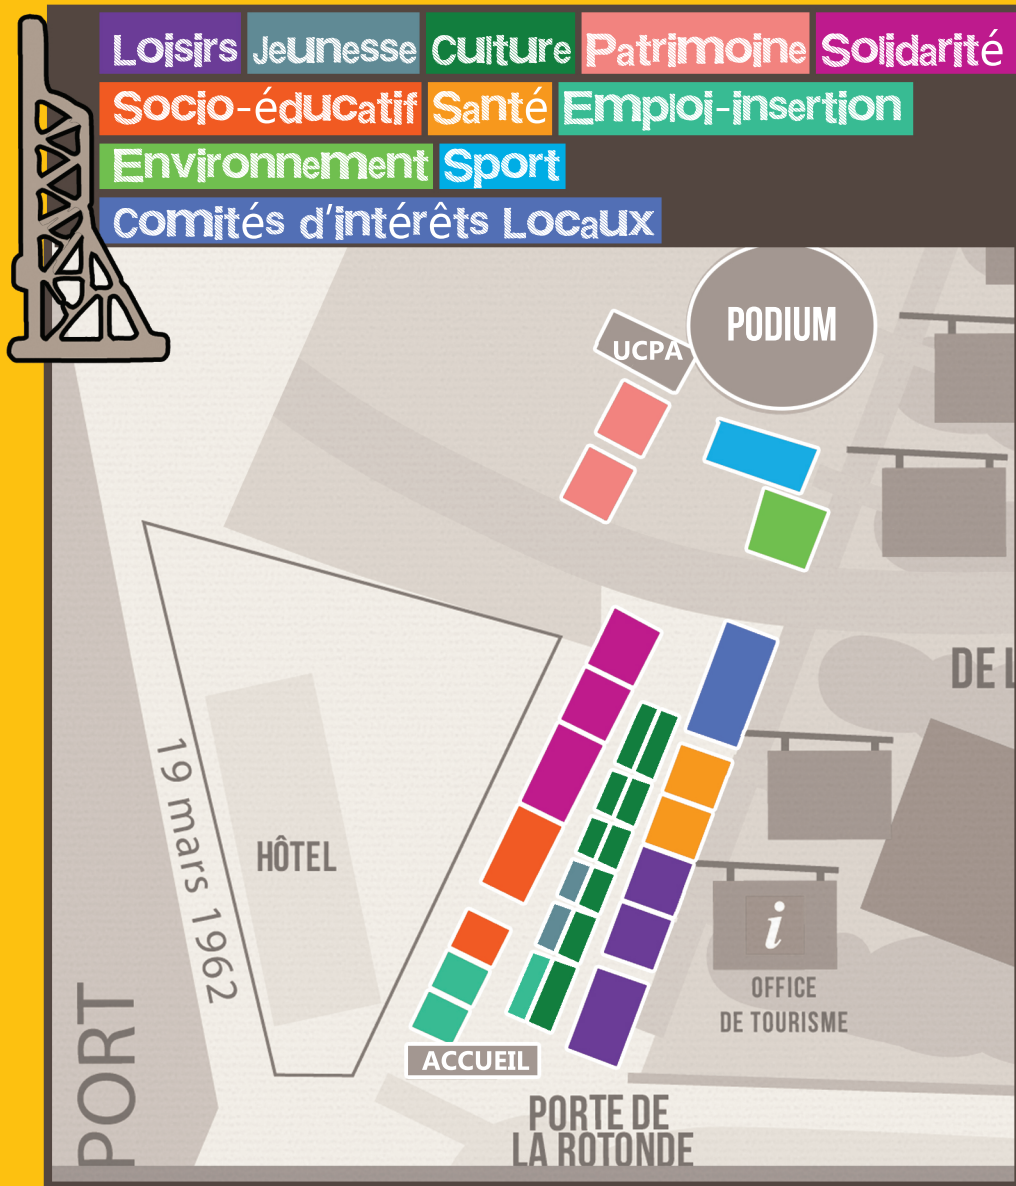 Loisirs Jeunesse Culture Patrimoine Solidarité
Socio-éducatif Santé Emploi-insertion
Environnement Sport
Comités d'intérêts Locaux
PODIUM
UCPA
DE L
19 mars 1962
HÔTEL
i
OFFICE
DE TOURISME
PORT
ACCUEIL
PORTE DE
LA ROTONDE